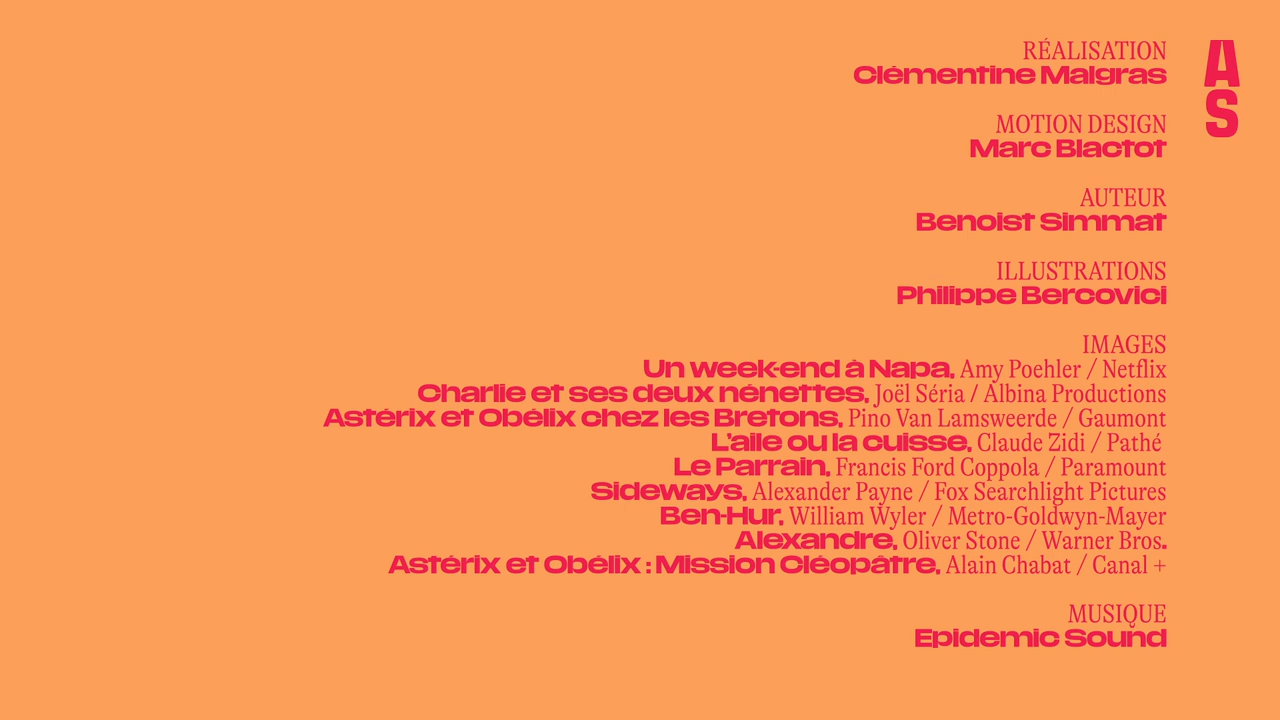 RÉALISATION
Clémentine Malgras
MOTION DESIGN
Marc Blactot
AUTEUR
Benoist Simmat
ILLUSTRATIONS
Philippe Bercovici
IMAGES
Un week-end à Napa, Amy Poehler / Netflix
Charlie et ses deux nénettes, Joël Séria / Albina Productions
Astérix et Obélix chez les Bretons, Pino Van Lamsweerde / Gaumont
L'aile ou la cuisse, Claude Zidi / Pathé
Le Parrain, Francis Ford Coppola / Paramount
Sideways, Alexander Payne / Fox Searchlight Pictures
Ben-Hur, William Wyler / Metro-Goldwyn-Mayer
Alexandre, Oliver Stone / Warner Bros.
Astérix et Obélix : Mission Cléopâtre, Alain Chabat / Canal +
MUSIQUE
Epidemic Sound
A
S